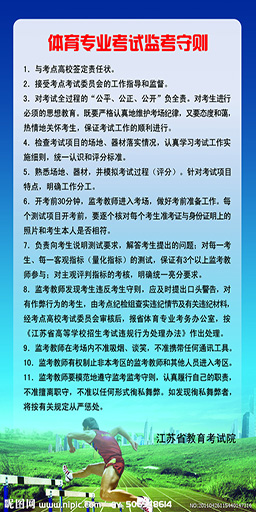 体育专业考试监考守则
1．与考点高校签定责任状。
2．接受考点考试委员会的工作指导和监督。
3．对考试全过程的“公平、公正、公开”负全责。对考生进行
必须的思想教育。既要严格认真地维护考场纪律，又要态度和蔼，
热情地关怀考生，保证考试工作的顺利进行。
4．检查考试项目的场地、器材落实情况，认真学习考试工作实
施细则，统一认识和评分标准。
5．熟悉场地、器材，并模拟考试过程（评分）。针对考试项目
特点，明确工作分工。
6．开考前30分钟，监考教师进入考场，做好考前准备工作。每
个测试项目开考前，要逐个核对每个考生准考证与身份证明上的
照片和考生本人是否相符。
7．负责向考生说明测试要求，解答考生提出的问题；对每一考
生、每一客观指标（量化指标）的测试，保证有3个以上监考教
师参与；对主观评判指标的考核，明确统一亮分要求。
8．监考教师发现考生违反考生守则，应及时提出口头警告，对
有作弊行为的考生，由考点纪检组查实违纪情节及有关违纪材料，
经考点高校考试委员会审核后，报省体育专业考务办公室，按
《江苏省高等学校招生考试违规行为处理办法》作出处理。
9．监考教师在考场内不准吸烟、谈笑，不准携带任何通讯工具。
10．监考教师有权制止非本考区的监考教师和其他人员进入考区。
11．监考教师要模范地遵守监考监考守则，认真履行自己的职责，
不准擅离职守，不准以任何形式徇私舞弊。如发现徇私舞弊者，
将按有关规定从严惩处。
江苏省教育考试院
昵图网
www.nipic.com